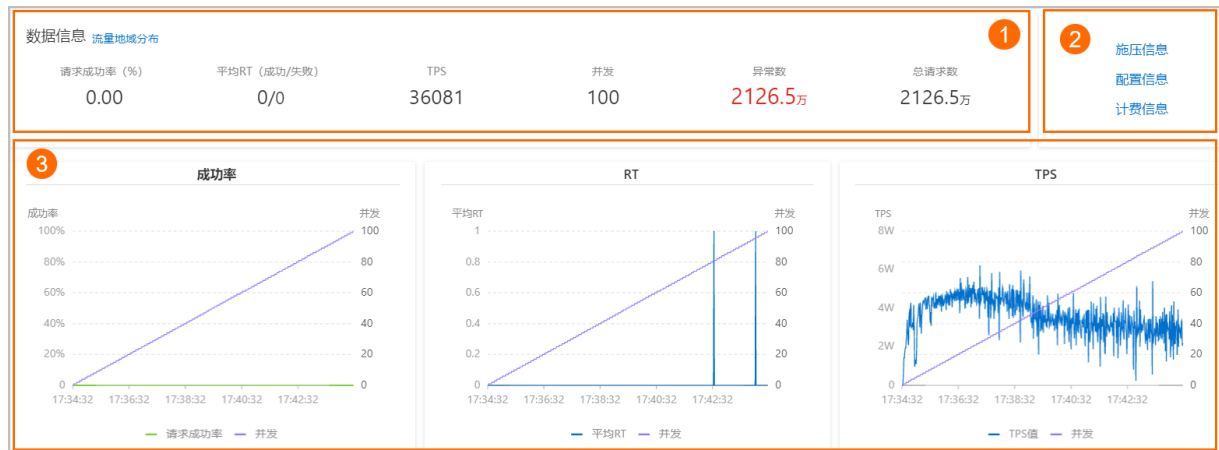 数据信息 流量地域分布
1
2
施压信息
配置信息
计费信息
请求成功率（%） 平均RT（成功/失败） TPS 并发 异常数 总请求数
0.00 0/0 36081 100 2126.5万 2126.5万
3
成功率
成功率 并发
100% 100
80% 80
60% 60
40% 40
20% 20
0 0
17:34:32 17:36:32 17:38:32 17:40:32 17:42:32
请求成功率 并发
RT
平均RT 并发
1 100
0.8 80
0.6 60
0.4 40
0.2 20
0 0
17:34:32 17:36:32 17:38:32 17:40:32 17:42:32
平均RT 并发
TPS
TPS 并发
8W 100
6W 80
4W 60
2W 40
0 20
0
17:34:32 17:36:32 17:38:32 17:40:32 17:42:32
TPS值 并发